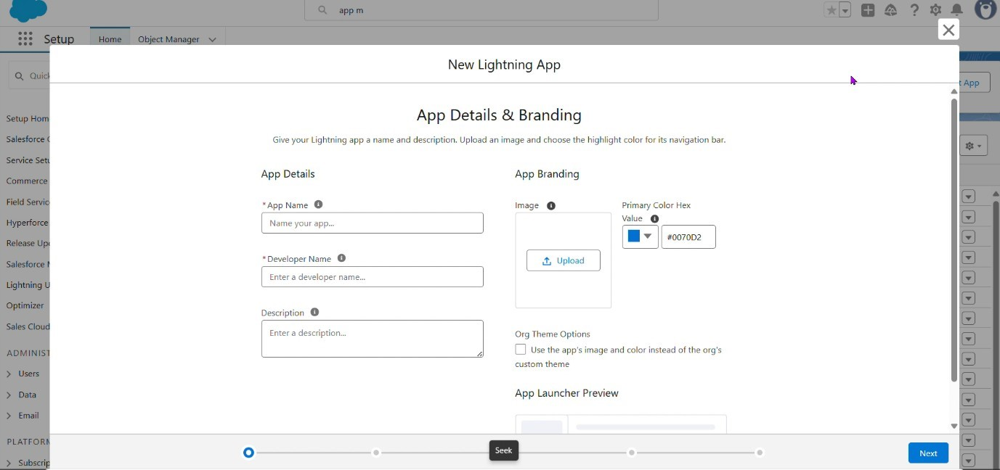 app m
Setup
Home
Object Manager
New Lightning App
App
App Details & Branding
Give your Lightning app a name and description. Upload an image and choose the highlight color for its navigation bar.
App Details
*App Name
Name your app...
*Developer Name
Enter a developer name...
Description
Enter a description...
App Branding
Image
Upload
Primary Color Hex
Value
#0070D2
Org Theme Options
Use the app's image and color instead of the org's
custom theme
App Launcher Preview
Quick
Setup Hom
Salesforce
Service Setu
Commerce
Field Servic
Hyperforce
Release Up
Salesforce
Lightning U
Optimizer
Sales Cloud
ADMINIST
Users
Data
Email
PLATFORM
Subscrip
Seek
Next